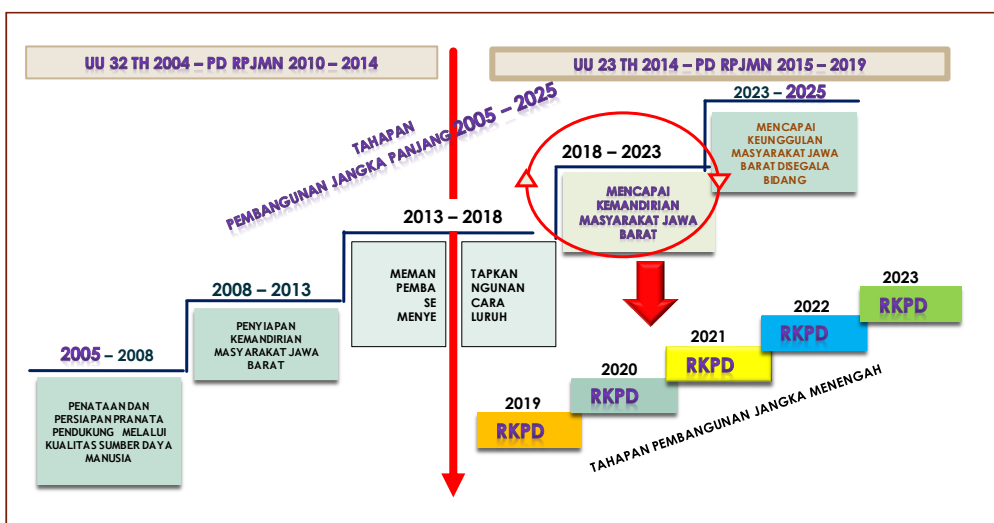 UU 32 TH 2004 – PD RPJMN 2010 – 2014
UU 23 TH 2014 – PD RPJMN 2015 – 2019
TAHAPAN
PEMBANGUNAN JANGKA PANJANG 2005 – 2025
2005 – 2008
PENATAAN DAN
PERSIAPAN PRANATA
PENDUKUNG MELALUI
KUALITAS SUMBER DAYA
MANUSIA
2008 – 2013
PENYIAPAN
KEMANDIRIAN
MASYARAKAT JAWA
BARAT
2013 – 2018
MEMAN TAPKAN
PEMBA NGUNAN
SE CARA
MENYE LURUH
2018 – 2023
MENCAPAI
KEMANDIRIAN
MASYARAKAT JAWA
BARAT
2023 – 2025
MENCAPAI
KEUNGGULAN
MASYARAKAT JAWA
BARAT DISEGALA
BIDANG
2019
RKPD
2020
RKPD
2021
RKPD
2022
RKPD
2023
RKPD
TAHAPAN PEMBANGUNAN JANGKA MENENGAH